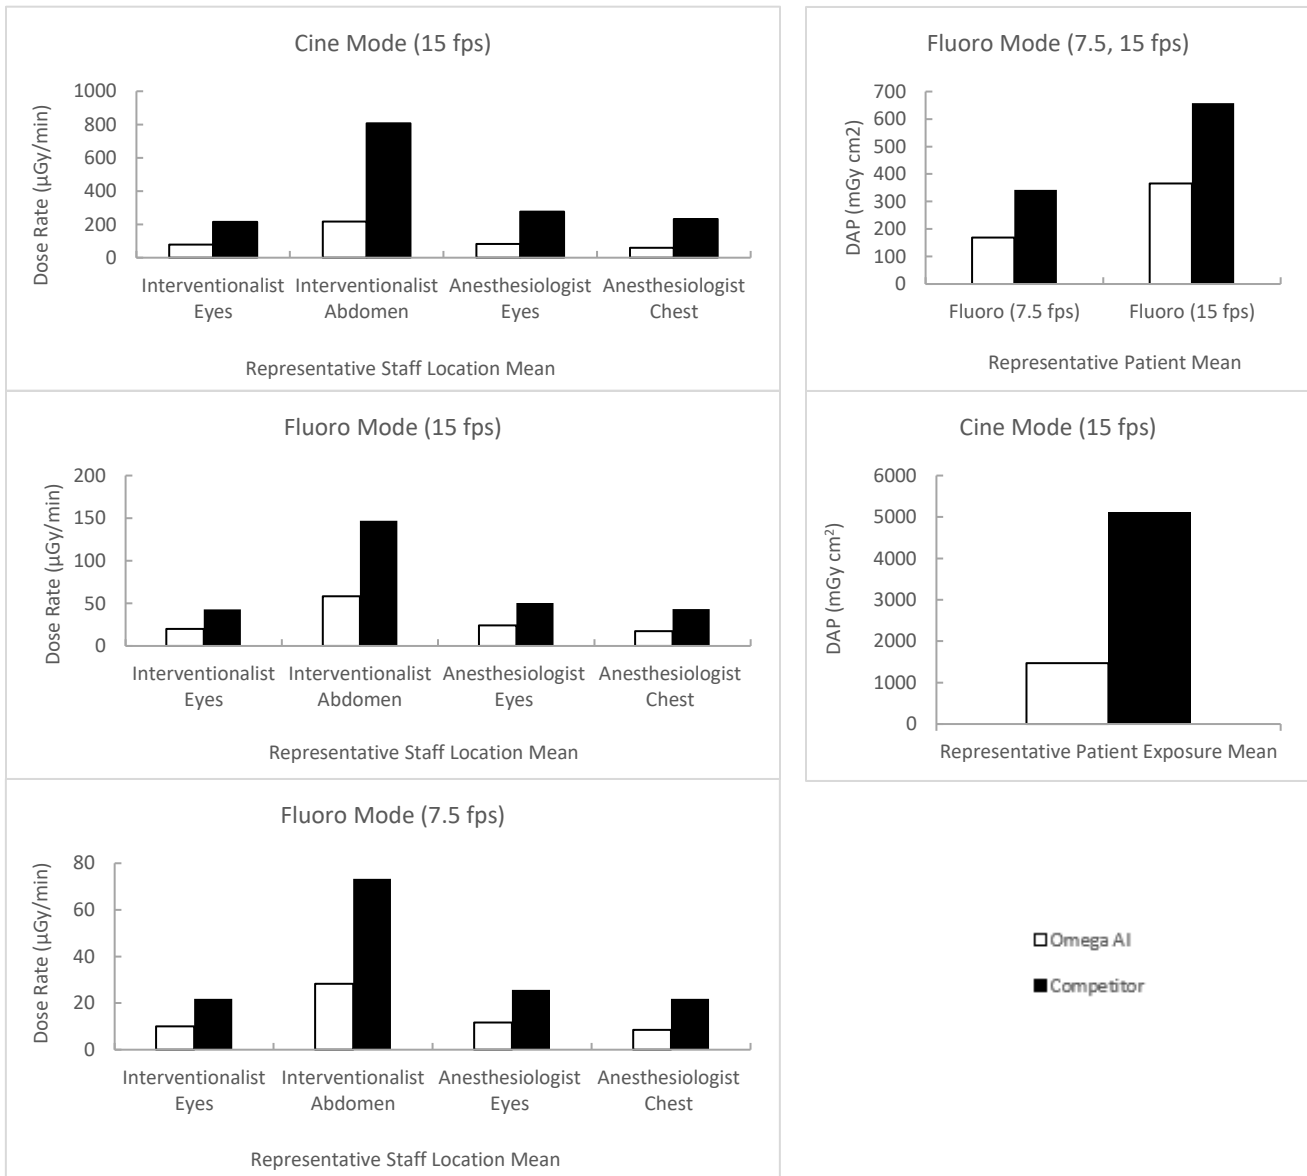 Cine Mode (15 fps)
Dose Rate (µGy/min)
1000
800
600
400
200
0
Interventionalist Eyes
Interventionalist Abdomen
Anesthesiologist Eyes
Anesthesiologist Chest
Representative Staff Location Mean
Fluoro Mode (15 fps)
Dose Rate (µGy/min)
200
150
100
50
0
Interventionalist Eyes
Interventionalist Abdomen
Anesthesiologist Eyes
Anesthesiologist Chest
Representative Staff Location Mean
Fluoro Mode (7.5 fps)
Dose Rate (µGy/min)
80
60
40
20
0
Interventionalist Eyes
Interventionalist Abdomen
Anesthesiologist Eyes
Anesthesiologist Chest
Representative Staff Location Mean
Fluoro Mode (7.5, 15 fps)
DAP (mGy cm2)
700
600
500
400
300
200
100
0
Fluoro (7.5 fps)
Fluoro (15 fps)
Representative Patient Mean
Cine Mode (15 fps)
DAP (mGy cm²)
6000
5000
4000
3000
2000
1000
0
Representative Patient Exposure Mean
Omega AI
Competitor